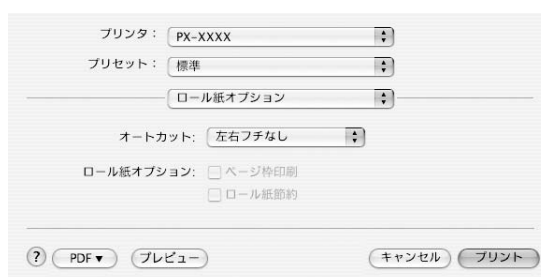 プリンタ： PX-XXXX
プリセット： 標準
ロール紙オプション
オートカット: 左右フチなし
ロール紙オプション: ページ枠印刷
ロール紙節約
? PDF▼ プレビュー キャンセル プリント